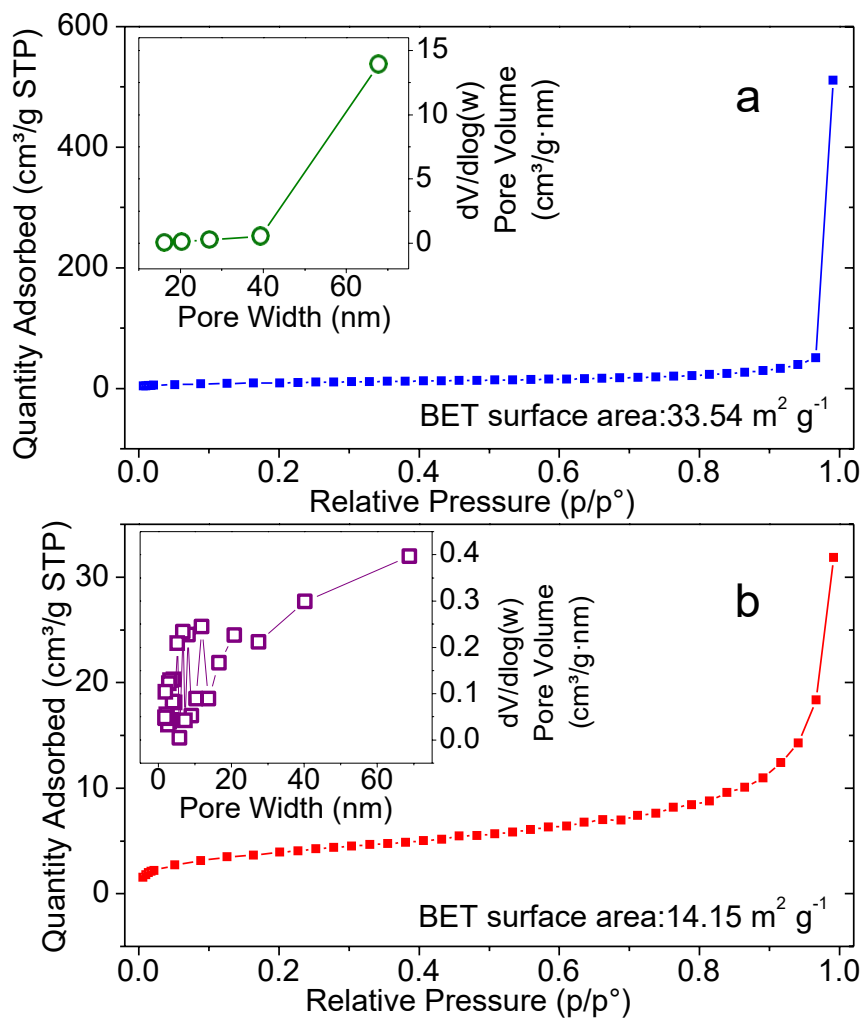 600
400
200
0
Quantity Adsorbed (cm³/g STP)
15
10
5
0
dV/dlog(w)
Pore Volume
(cm³/g·nm)
20 40 60
Pore Width (nm)
a
BET surface area:33.54 m² g⁻¹
0.0 0.2 0.4 0.6 0.8 1.0
Relative Pressure (p/p°)
30
20
10
0
Quantity Adsorbed (cm³/g STP)
0.4
0.3
0.2
0.1
0.0
dV/dlog(w)
Pore Volume
(cm³/g·nm)
0 20 40 60
Pore Width (nm)
b
BET surface area:14.15 m² g⁻¹
0.0 0.2 0.4 0.6 0.8 1.0
Relative Pressure (p/p°)